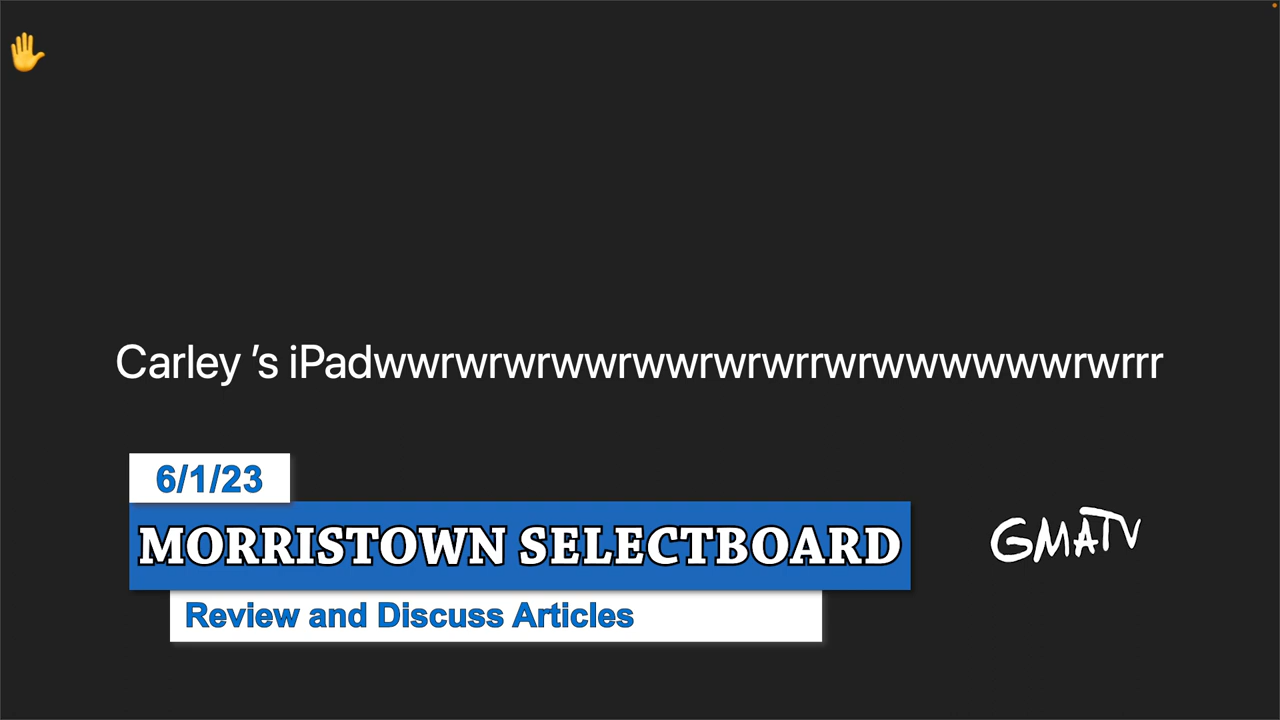 Carley ’s iPadwwrwrwrwwrwwrwrwrrwrwwwwwwrwrrr
6/1/23
MORRISTOWN SELECTBOARD
GMATV
Review and Discuss Articles